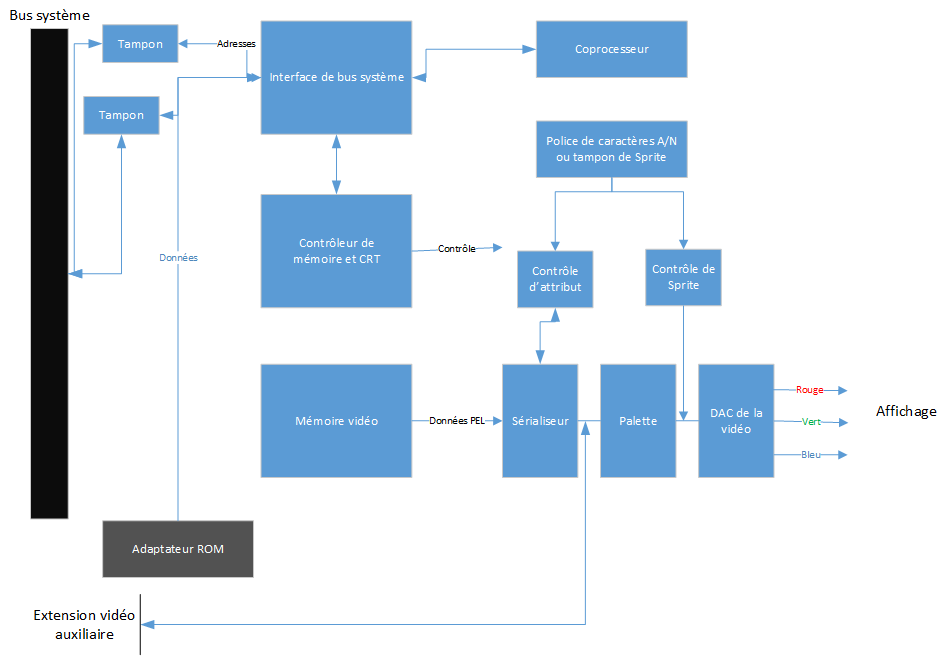 Bus système
Tampon
Adresses
Interface de bus système
Coprocesseur
Tampon
Police de caractères A/N
ou tampon de Sprite
Données
Contrôleur de
mémoire et CRT
Contrôle
Contrôle
d'attribut
Contrôle de
Sprite
Mémoire vidéo
Données PEL
Sérialiseur
Palette
DAC de la
vidéo
Rouge
Vert
Bleu
Affichage
Adaptateur ROM
Extension vidéo
auxiliaire